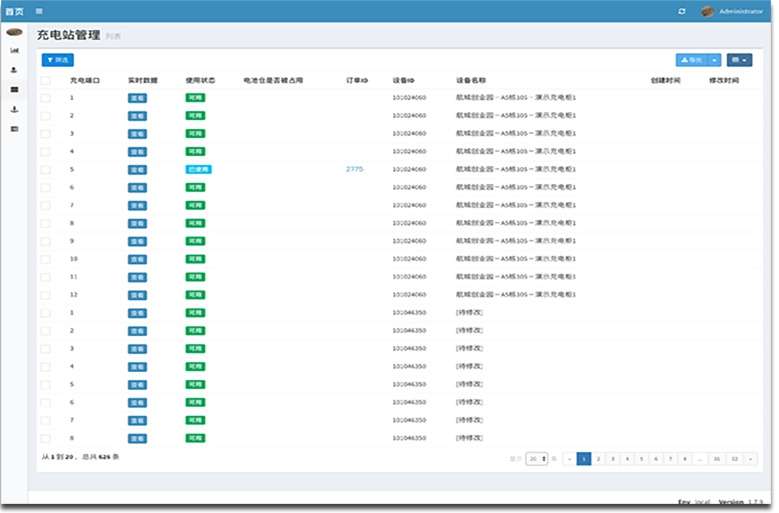 首页
Administrator
充电站管理 列表
筛选 导出
充电端口 实时数据 使用状态 电池仓是否被占用 订单ID 设备ID 设备名称 创建时间 修改时间
1 查看 可用 101024060 航城创业园-A5栋305-演示充电柜1
2 查看 可用 101024060 航城创业园-A5栋305-演示充电柜1
3 查看 可用 101024060 航城创业园-A5栋305-演示充电柜1
4 查看 可用 101024060 航城创业园-A5栋305-演示充电柜1
5 查看 已使用 2775 101024060 航城创业园-A5栋305-演示充电柜1
6 查看 可用 101024060 航城创业园-A5栋305-演示充电柜1
7 查看 可用 101024060 航城创业园-A5栋305-演示充电柜1
8 查看 可用 101024060 航城创业园-A5栋305-演示充电柜1
9 查看 可用 101024060 航城创业园-A5栋305-演示充电柜1
10 查看 可用 101024060 航城创业园-A5栋305-演示充电柜1
11 查看 可用 101024060 航城创业园-A5栋305-演示充电柜1
12 查看 可用 101024060 航城创业园-A5栋305-演示充电柜1
1 查看 可用 101046350 [待修改]
2 查看 可用 101046350 [待修改]
3 查看 可用 101046350 [待修改]
4 查看 可用 101046350 [待修改]
5 查看 可用 101046350 [待修改]
6 查看 可用 101046350 [待修改]
7 查看 可用 101046350 [待修改]
8 查看 可用 101046350 [待修改]
从 1 到 20 ，总共 626 条 显示 20 条 « 1 2 3 4 5 6 7 8 ... 31 32 »
Env local Version 1.7.9